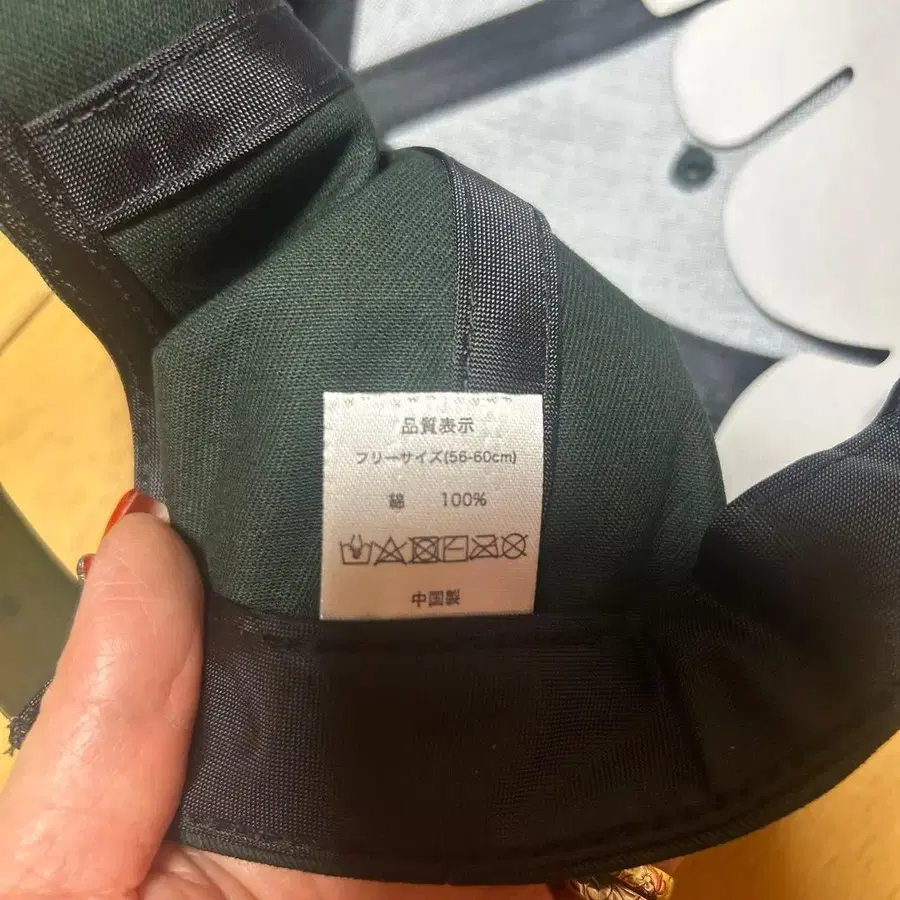 品質表示
フリーサイズ(56-60cm)
綿 100%
中国製